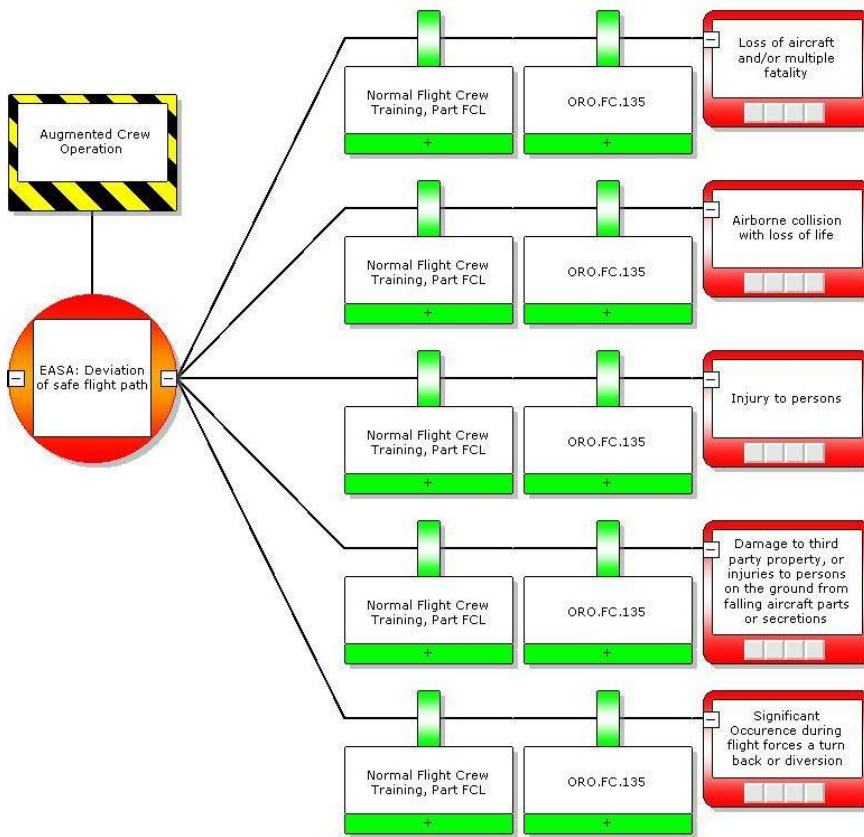 Augmented Crew
Operation
EASA: Deviation
of safe flight path
Normal Flight Crew
Training, Part FCL
+
ORO.FC.135
+
Loss of aircraft
and/or multiple
fatality
Normal Flight Crew
Training, Part FCL
+
ORO.FC.135
+
Airborne collision
with loss of life
Normal Flight Crew
Training, Part FCL
+
ORO.FC.135
+
Injury to persons
Normal Flight Crew
Training, Part FCL
+
ORO.FC.135
+
Damage to third
party property, or
injuries to persons
on the ground from
falling aircraft parts
or secretions
Normal Flight Crew
Training, Part FCL
+
ORO.FC.135
+
Significant
Occurence during
flight forces a turn
back or diversion